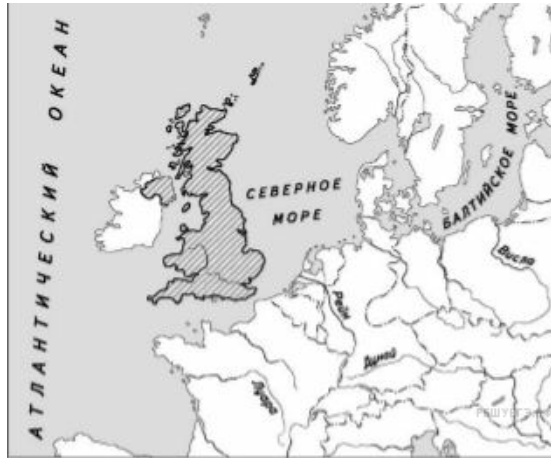 АТЛАНТИЧЕСКИЙ ОКЕАН
СЕВЕРНОЕ
МОРЕ
БАЛТИЙСКОЕ МОРЕ
Висла
Рейн
Дунай
Луара